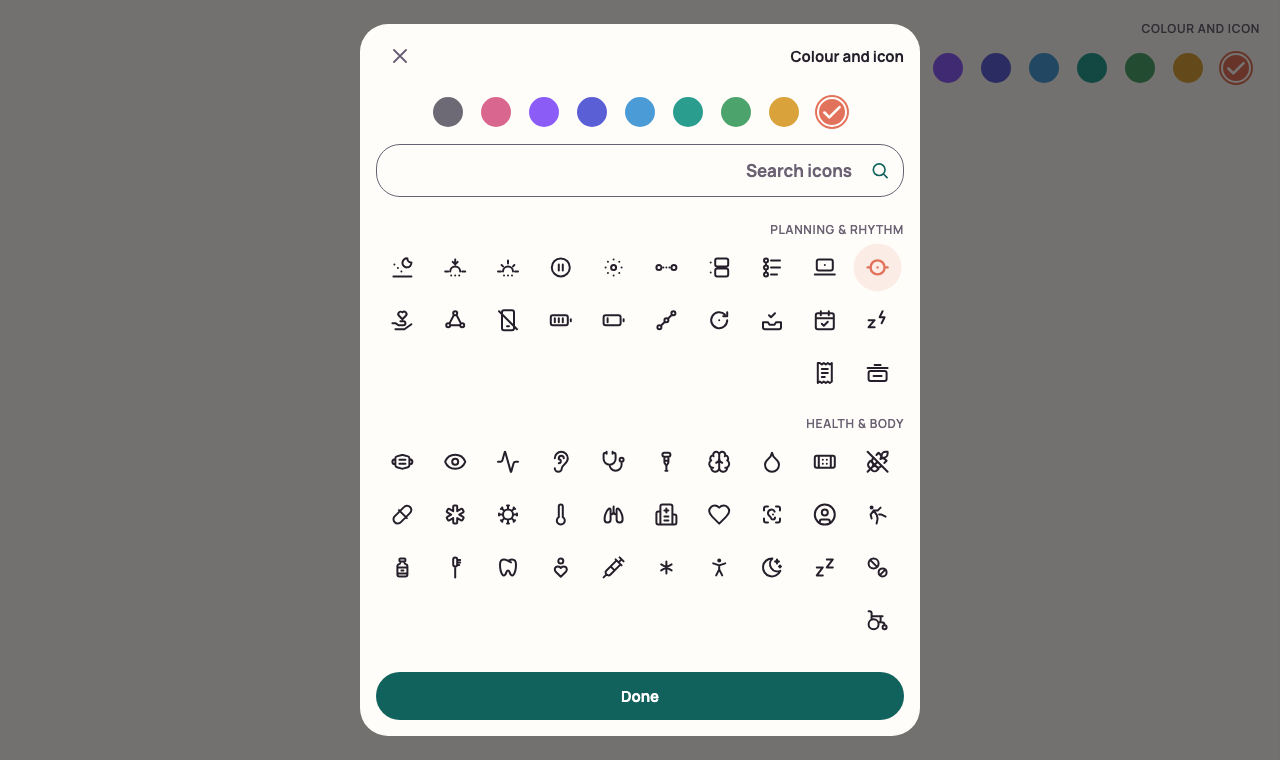 COLOUR AND ICON
Colour and icon
Search icons
PLANNING & RHYTHM
HEALTH & BODY
Done